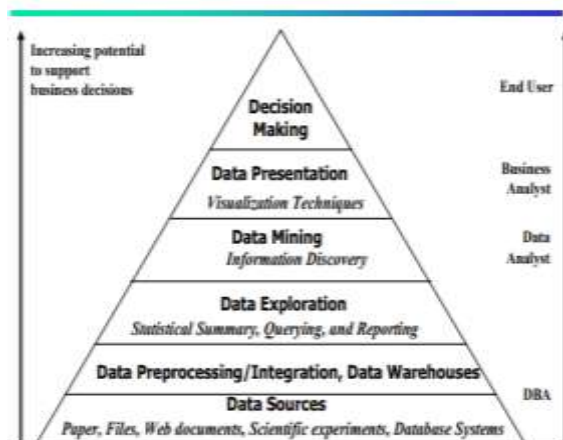 Increasing potential
to support
business decisions
End User
Decision
Making
Data Presentation
Visualization Techniques
Business
Analyst
Data Mining
Information Discovery
Data
Analyst
Data Exploration
Statistical Summary, Querying, and Reporting
Data Preprocessing/Integration, Data Warehouses
DBA
Data Sources
Paper, Files, Web documents, Scientific experiments, Database Systems